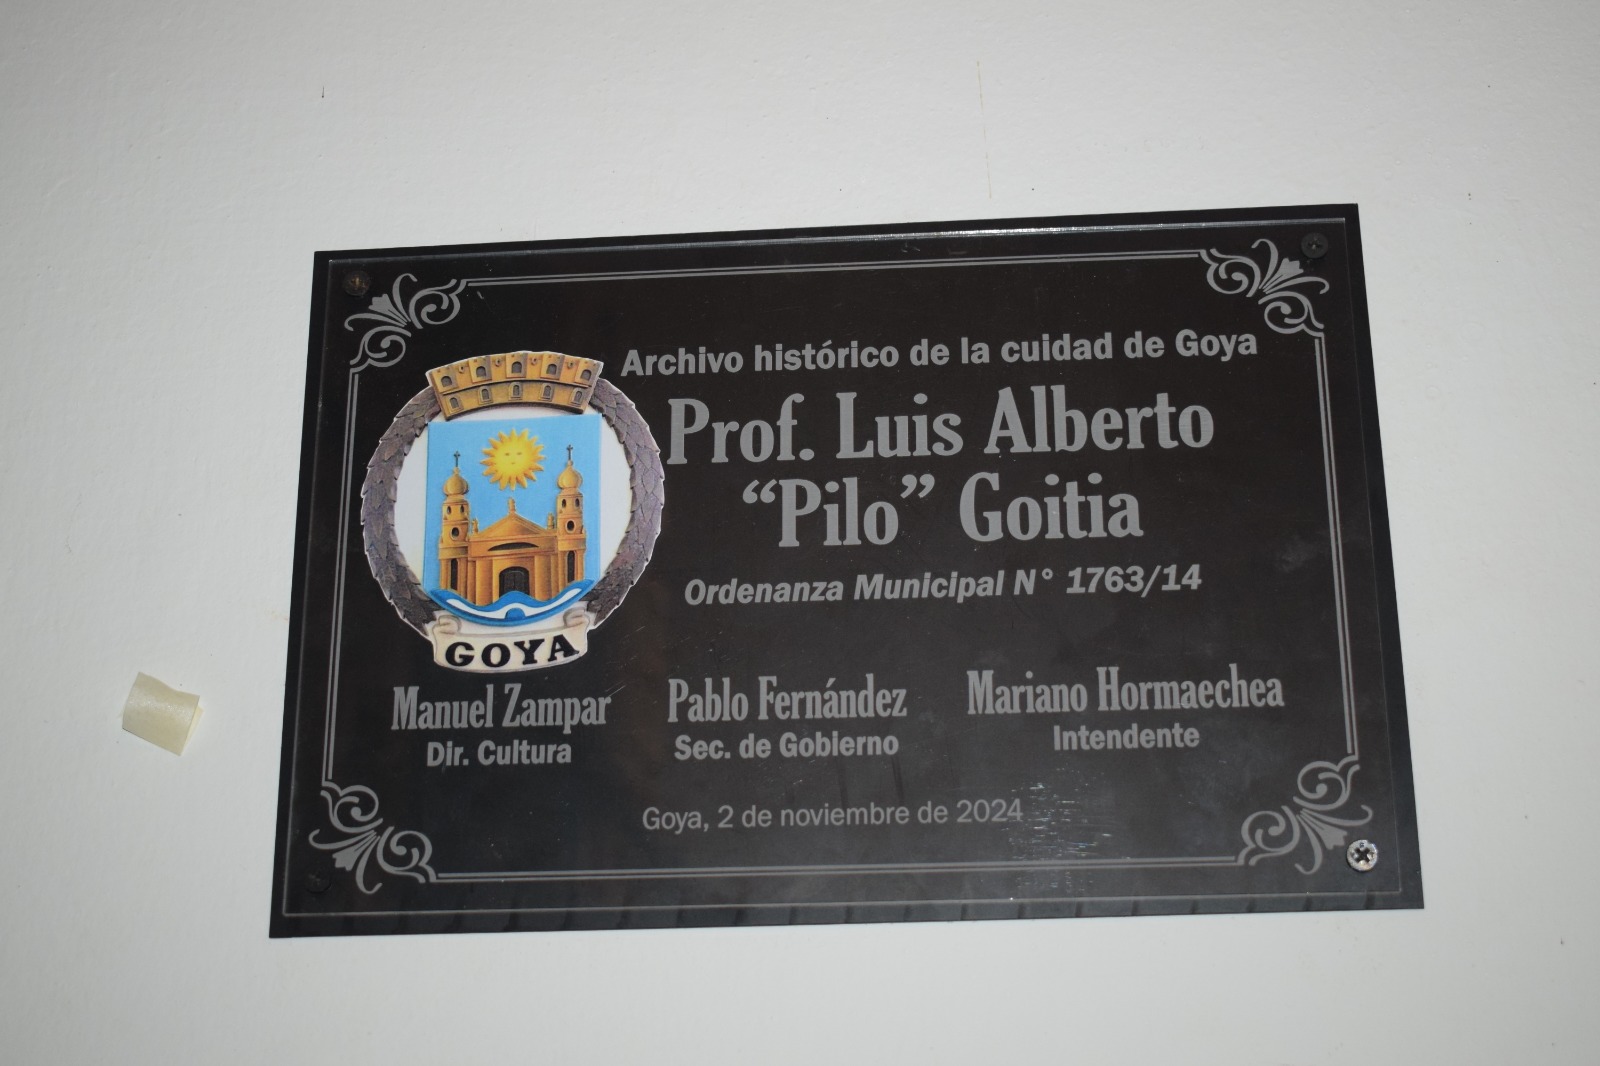 Archivo histórico de la cuidad de Goya
Prof. Luis Alberto
“Pilo” Goitia
Ordenanza Municipal N° 1763/14
GOYA
Manuel Zampar
Dir. Cultura
Pablo Fernández
Sec. de Gobierno
Mariano Hormaechea
Intendente
Goya, 2 de noviembre de 2024